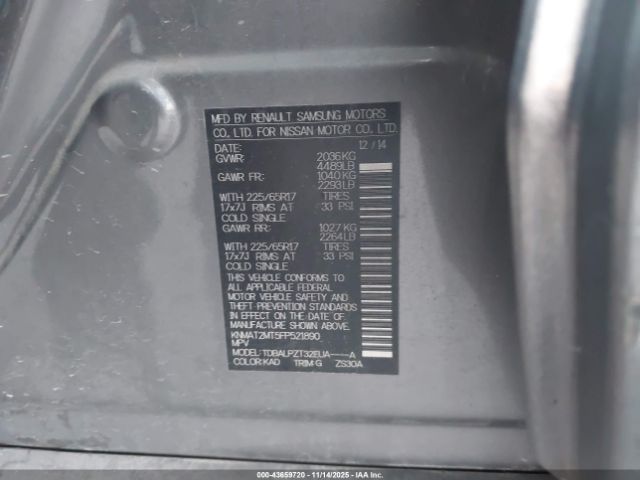 MFD BY RENAULT SAMSUNG MOTORS
CO., LTD. FOR NISSAN MOTOR CO., LTD.
DATE: 12 / 14
GVWR: 2036KG
4489LB
GAWR FR: 1040KG
2293LB
WITH 225/65R17 TIRES
17x7J RIMS AT 33 PSI
COLD SINGLE
GAWR RR: 1027KG
2264LB
WITH 225/65R17 TIRES
17x7J RIMS AT 33 PSI
COLD SINGLE
THIS VEHICLE CONFORMS TO
ALL APPLICABLE FEDERAL
MOTOR VEHICLE SAFETY AND
THEFT PREVENTION STANDARDS
IN EFFECT ON THE DATE OF
MANUFACTURE SHOWN ABOVE.
KNMAT2MT5FP521890
MPV
MODEL: TDBALPZT32EUA-----A
COLOR: KAD TRIM: G ZS30A
000-43659720 - 11/14/2025 - IAAI.COM